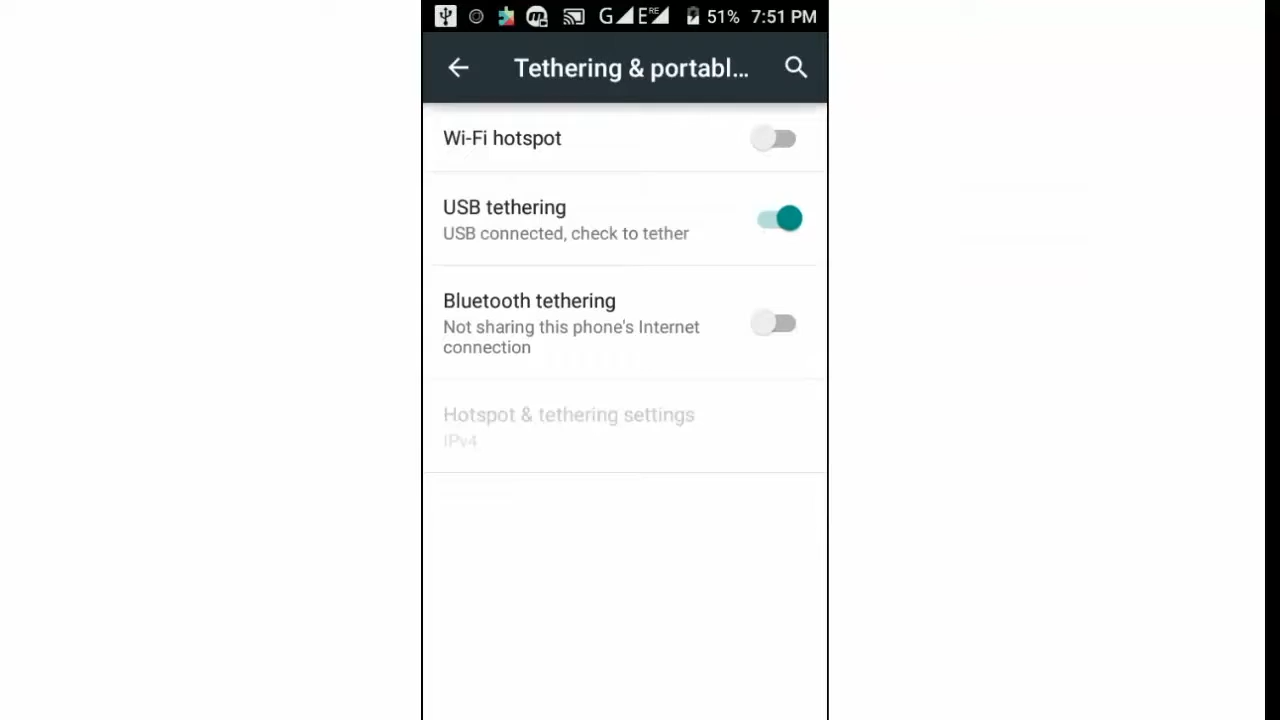 G E RE 51% 7:51 PM
Tethering & portabl...
Wi-Fi hotspot
USB tethering
USB connected, check to tether
Bluetooth tethering
Not sharing this phone's Internet
connection
Hotspot & tethering settings
IPv4